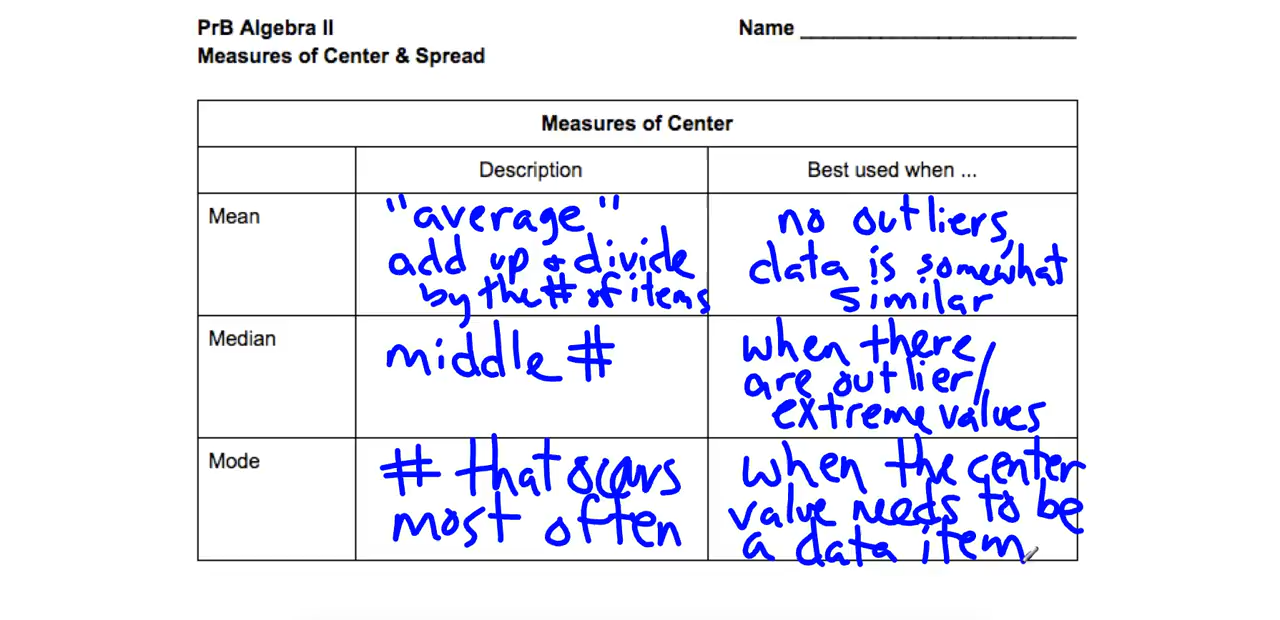 PrB Algebra II
Name
Measures of Center & Spread
Measures of Center
Description
Best used when ...
Mean
"average"
add up & divide
by the # of items
no outliers,
data is somewhat
similar
Median
middle #
when there
are outlier/
extreme values
Mode
# that occurs
most often
when the center
value needs to be
a data item